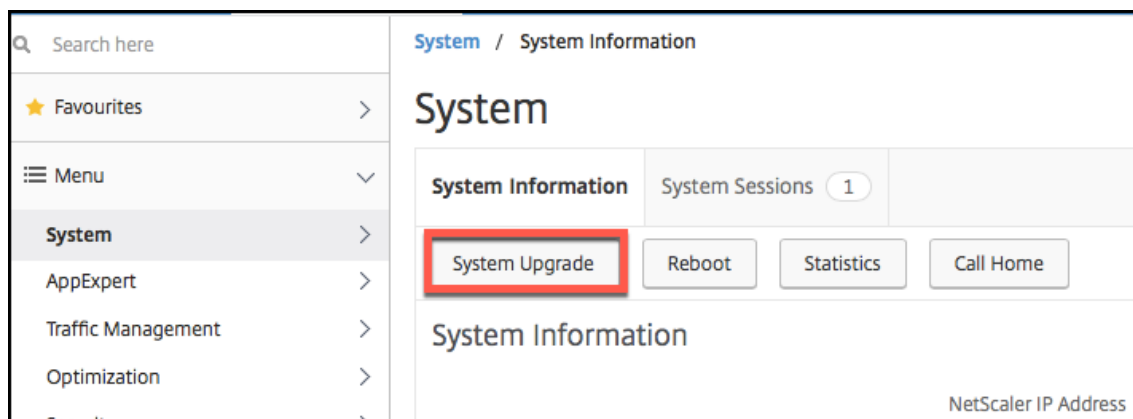 Search here
Favourites
Menu
System
AppExpert
Traffic Management
Optimization
System / System Information
System
System Information
System Sessions 1
System Upgrade
Reboot
Statistics
Call Home
System Information
NetScaler IP Address